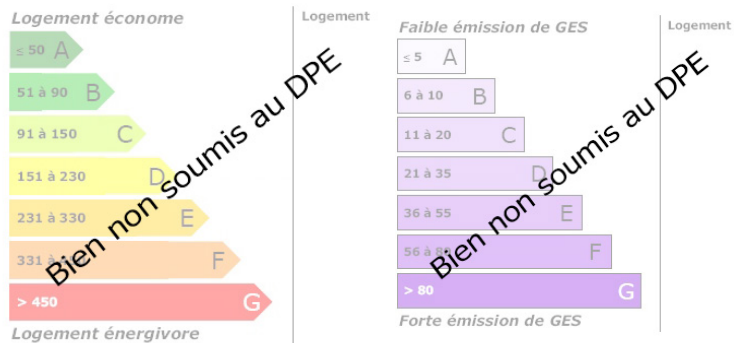 Logement économe
Logement
≤ 50 A
51 à 90 B
91 à 150 C
151 à 230 D
231 à 330 E
331 à F
> 450 G
Logement énergivore
Bien non soumis au DPE
Faible émission de GES
Logement
≤ 5 A
6 à 10 B
11 à 20 C
21 à 35 D
36 à 55 E
56 à 80 F
> 80 G
Forte émission de GES
Bien non soumis au DPE